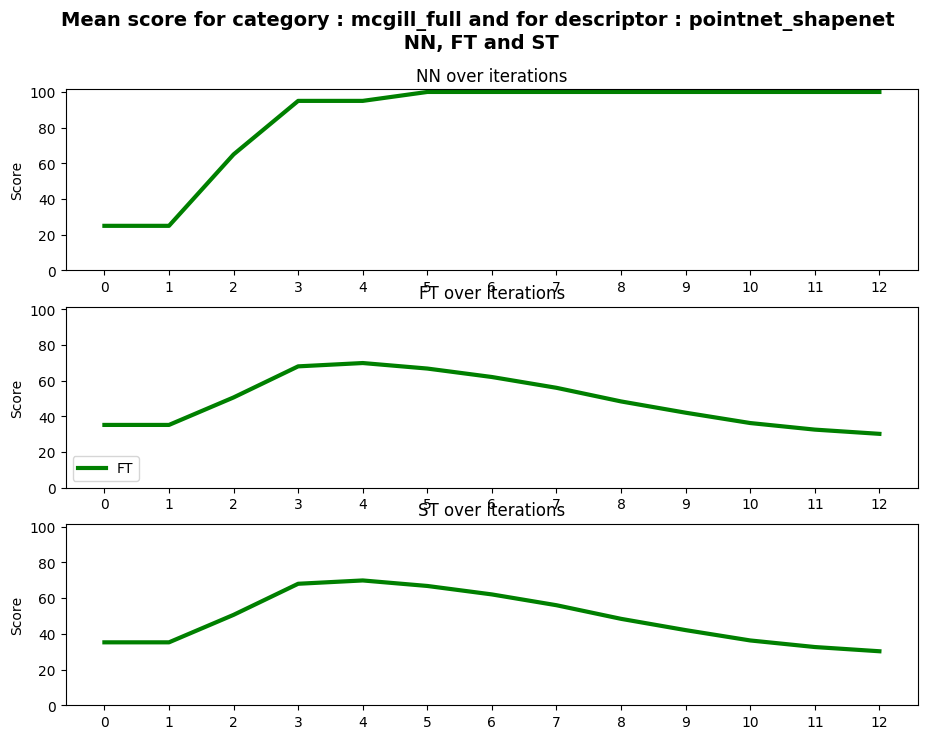 Mean score for category : mcgill_full and for descriptor : pointnet_shapenet
NN, FT and ST
NN over iterations
100
80
60
40
20
0
Score
0 1 2 3 4 5 6 7 8 9 10 11 12
FT over iterations
100
80
60
40
20
0
Score
FT
0 1 2 3 4 5 6 7 8 9 10 11 12
ST over iterations
100
80
60
40
20
0
Score
0 1 2 3 4 5 6 7 8 9 10 11 12